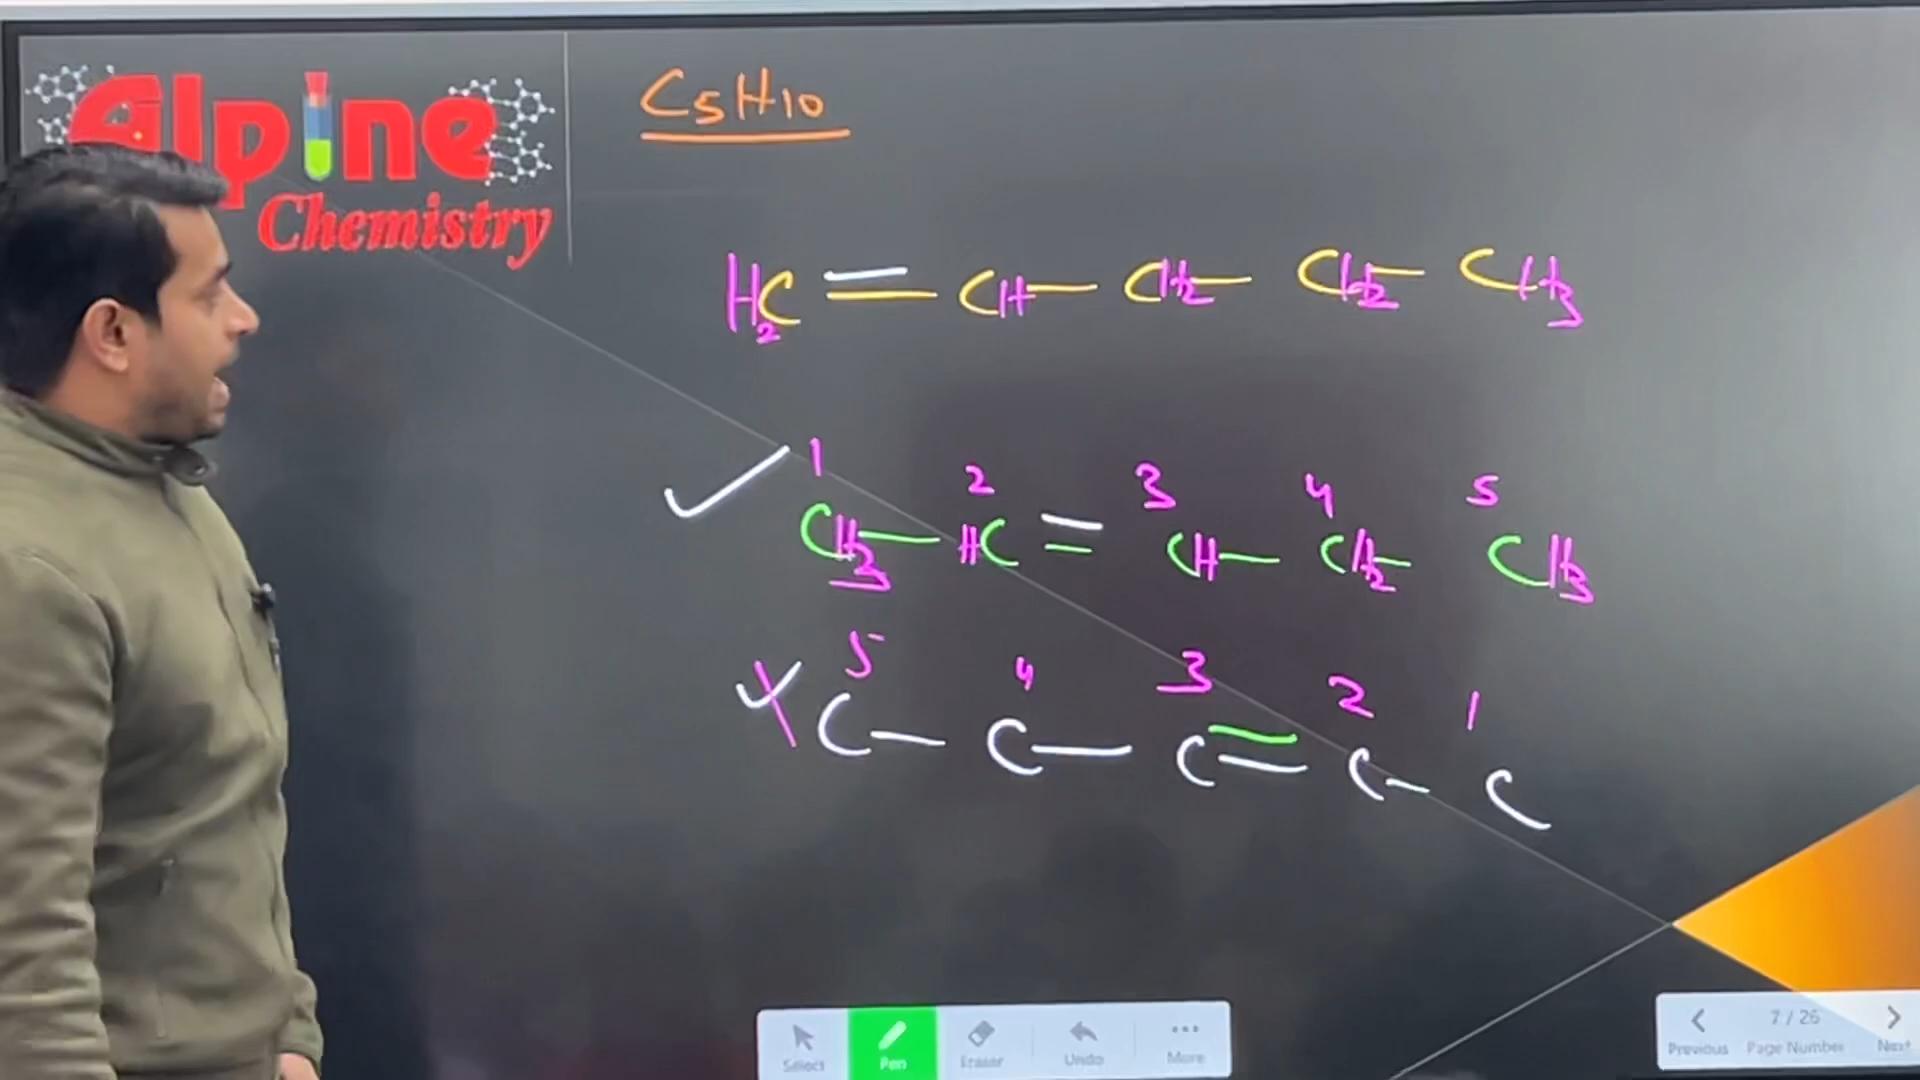 Alpine
Chemistry
C5H10
H2C = CH - CH2 - CH2 - CH3
1 2 3 4 5
CH3 - HC = CH - CH2 - CH3
5 4 3 2 1
C - C - C = C - C
Select Pen Eraser Undo More
Previous 7 / 26 Page Number Next